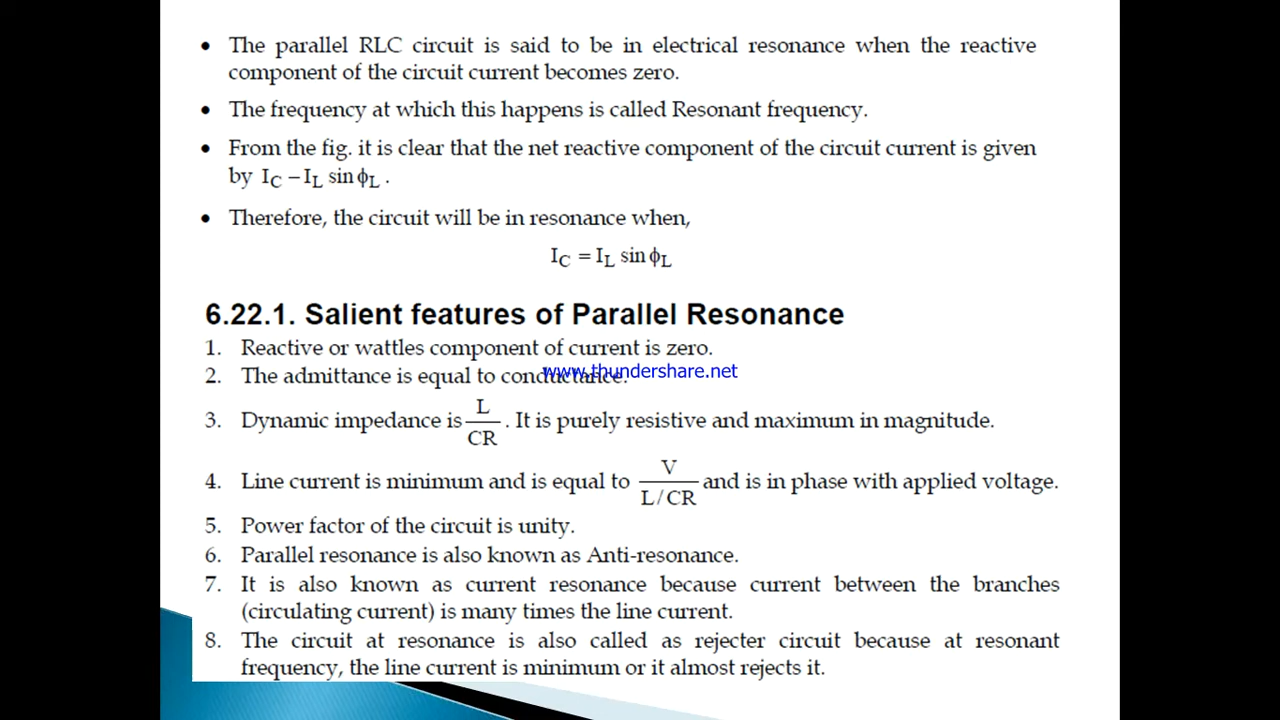 • The parallel RLC circuit is said to be in electrical resonance when the reactive
component of the circuit current becomes zero.
• The frequency at which this happens is called Resonant frequency.
• From the fig. it is clear that the net reactive component of the circuit current is given
by I_C − I_L sin ϕ_L .
• Therefore, the circuit will be in resonance when,
I_C = I_L sin ϕ_L
6.22.1. Salient features of Parallel Resonance
1. Reactive or wattles component of current is zero.
2. The admittance is equal to conductance.
www.thundershare.net
3. Dynamic impedance is L/CR . It is purely resistive and maximum in magnitude.
4. Line current is minimum and is equal to V/(L/CR) and is in phase with applied voltage.
5. Power factor of the circuit is unity.
6. Parallel resonance is also known as Anti-resonance.
7. It is also known as current resonance because current between the branches
(circulating current) is many times the line current.
8. The circuit at resonance is also called as rejecter circuit because at resonant
frequency, the line current is minimum or it almost rejects it.